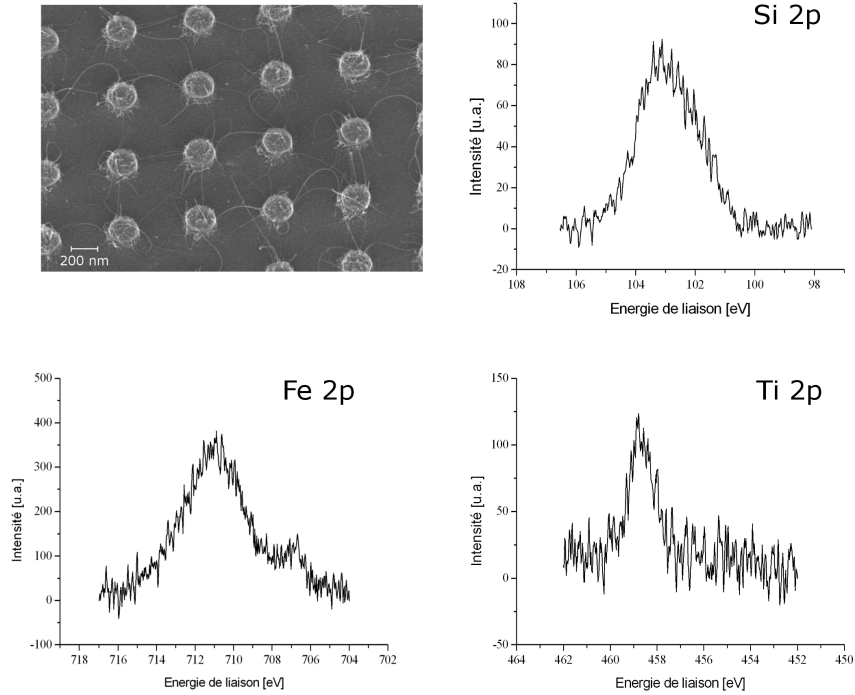 200 nm
Si 2p
100
80
60
40
20
0
-20
Intensité [u.a.]
108 106 104 102 100 98
Energie de liaison [eV]
Fe 2p
500
400
300
200
100
0
-100
Intensité [u.a.]
718 716 714 712 710 708 706 704 702
Energie de liaison [eV]
Ti 2p
150
100
50
0
-50
Intensité [u.a.]
464 462 460 458 456 454 452 450
Energie de liaison [eV]